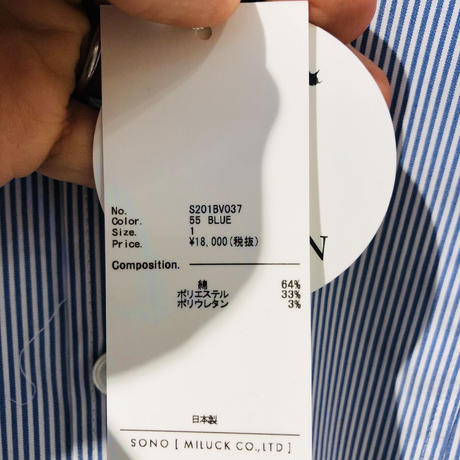 No. S201BV037
Color. 55 BLUE
Size. 1
Price. ¥18,000(税抜)
Composition.
綿 64%
ポリエステル 33%
ポリウレタン 3%
日本製
SONO [ MILUCK CO.,LTD ]
N